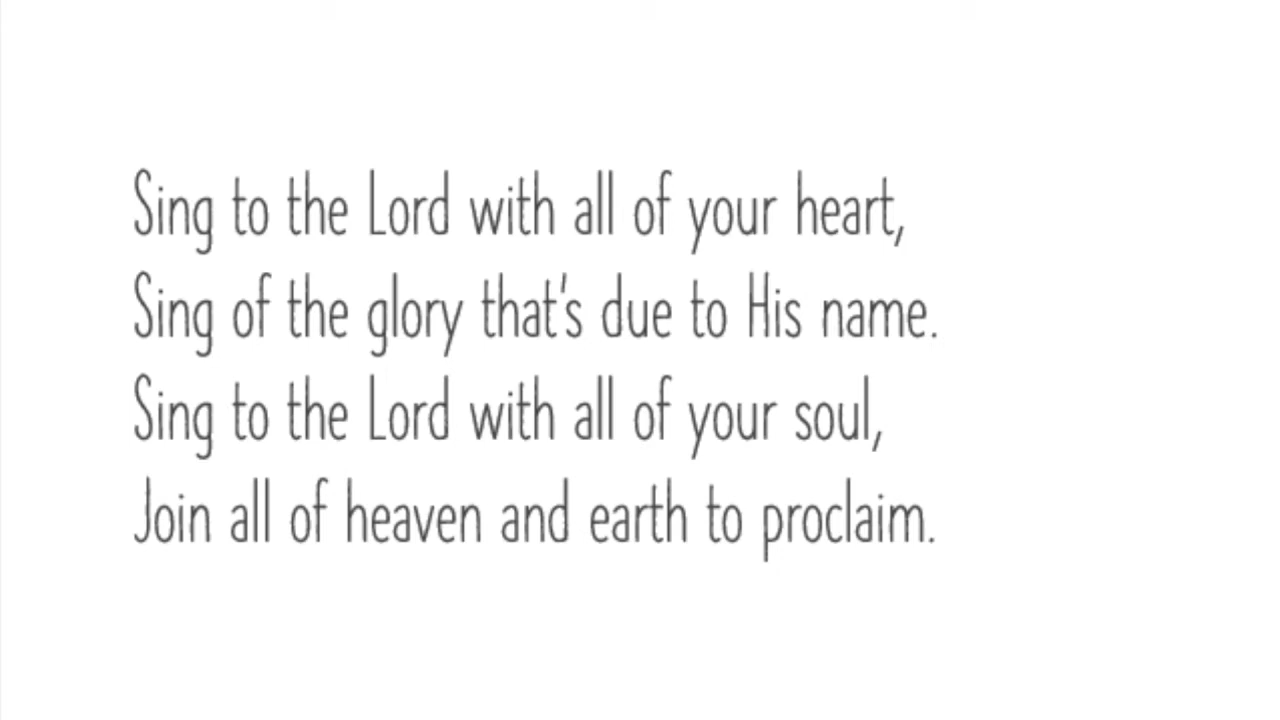 Sing to the Lord with all of your heart,
Sing of the glory that's due to His name.
Sing to the Lord with all of your soul,
Join all of heaven and earth to proclaim.